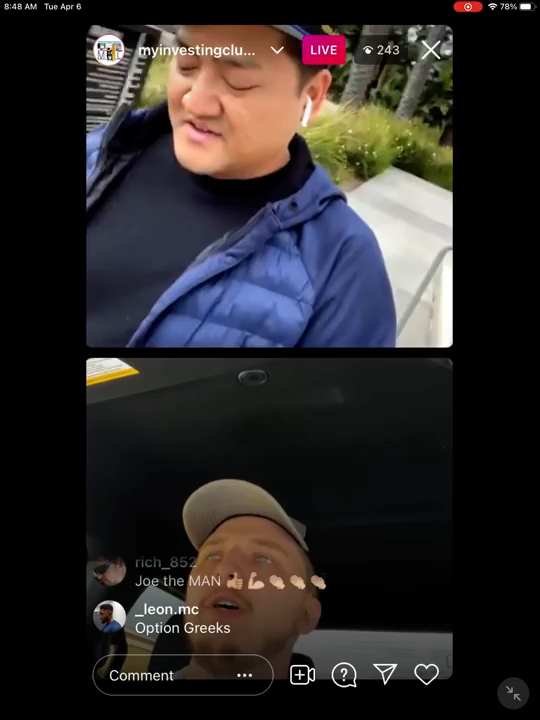 8:48 AM Tue Apr 6
78%
myinvestingclu...
LIVE
243
rich_852
Joe the MAN 👍🏼💪🏼👏🏼👏🏼👏🏼
_leon.mc
Option Greeks
Comment